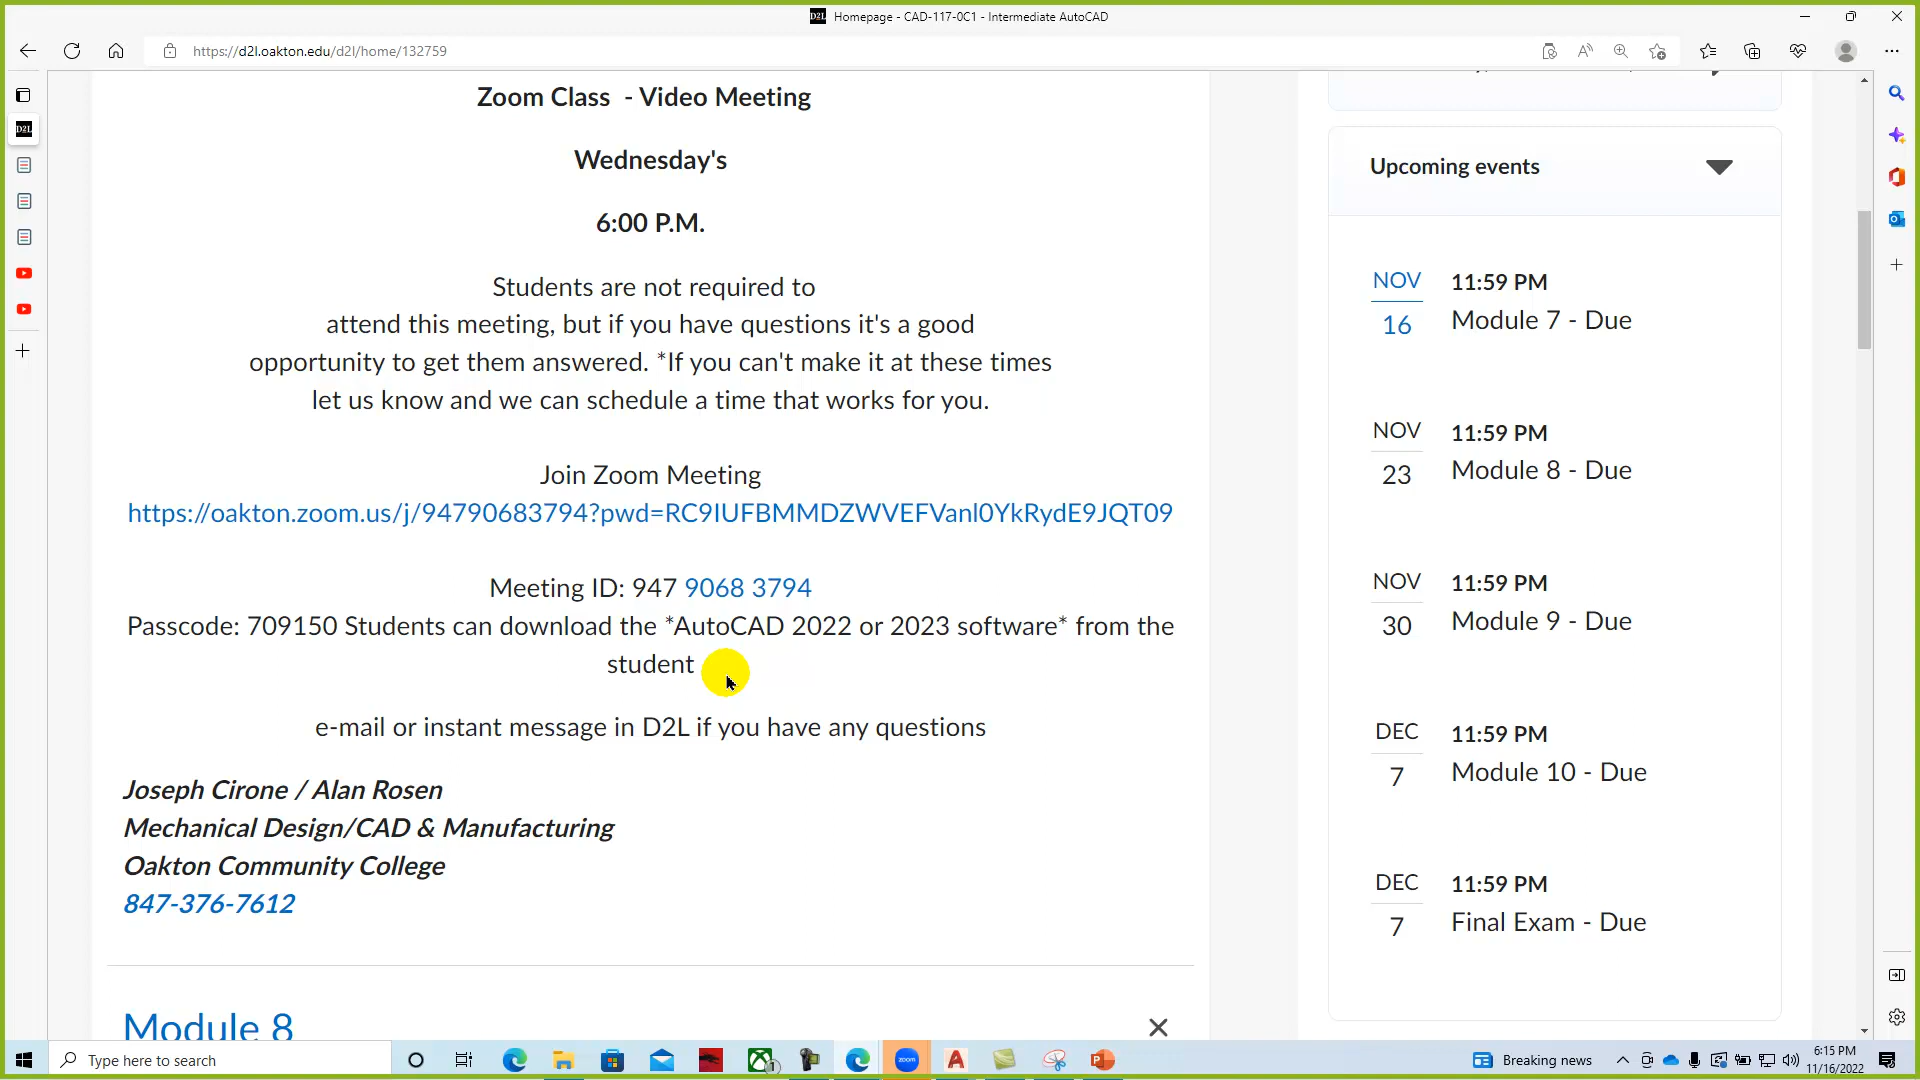 D2L Homepage - CAD-117-0C1 - Intermediate AutoCAD
https://d2l.oakton.edu/d2l/home/132759
D2L
Zoom Class - Video Meeting
Wednesday's
6:00 P.M.
Students are not required to
attend this meeting, but if you have questions it's a good
opportunity to get them answered. *If you can't make it at these times
let us know and we can schedule a time that works for you.
Join Zoom Meeting
https://oakton.zoom.us/j/94790683794?pwd=RC9IUFBMMDZWVEFVanl0YkRydE9JQT09
Meeting ID: 947 9068 3794
Passcode: 709150 Students can download the *AutoCAD 2022 or 2023 software* from the
student
e-mail or instant message in D2L if you have any questions
Joseph Cirone / Alan Rosen
Mechanical Design/CAD & Manufacturing
Oakton Community College
847-376-7612
Module 8
Upcoming events
NOV 11:59 PM
16 Module 7 - Due
NOV 11:59 PM
23 Module 8 - Due
NOV 11:59 PM
30 Module 9 - Due
DEC 11:59 PM
7 Module 10 - Due
DEC 11:59 PM
7 Final Exam - Due
Type here to search
zoom
Breaking news
6:15 PM
11/16/2022